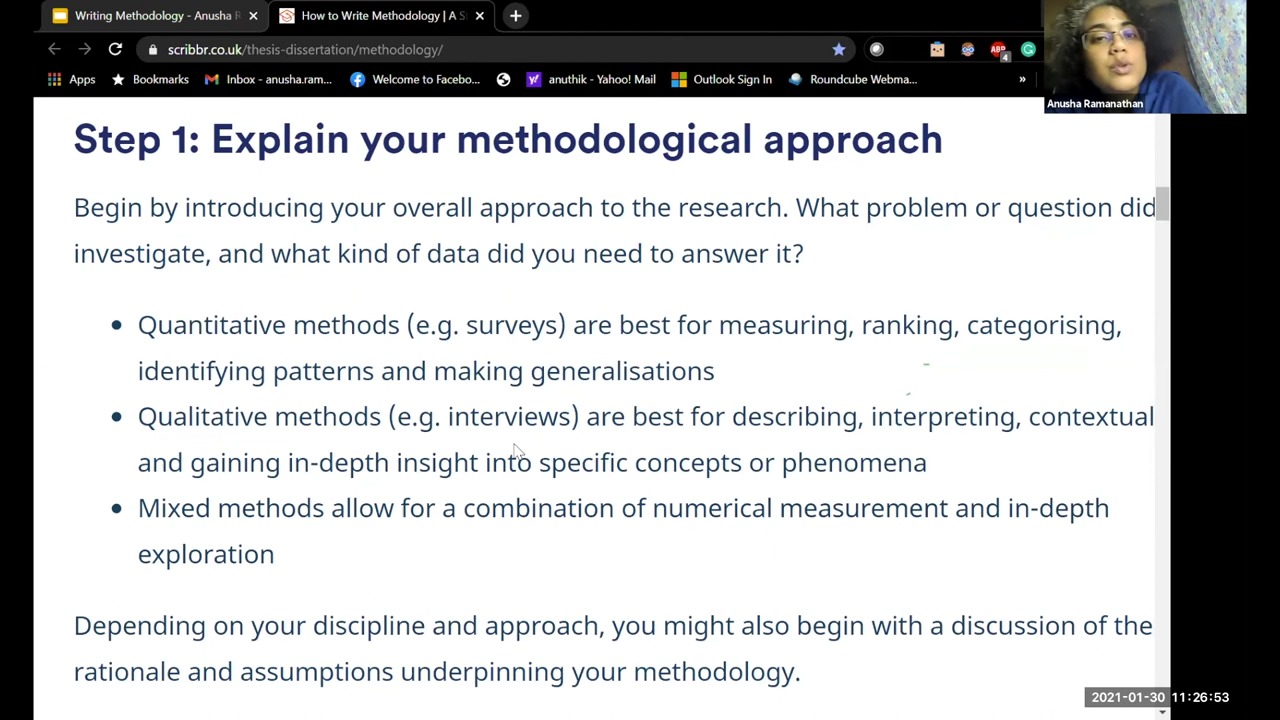 Writing Methodology - Anusha R
How to Write Methodology | A S
scribbr.co.uk/thesis-dissertation/methodology/
ABP
4
Apps
Bookmarks
Inbox - anusha.ram...
Welcome to Facebo...
anuthik - Yahoo! Mail
Outlook Sign In
Roundcube Webma...
»
Anusha Ramanathan
Step 1: Explain your methodological approach
Begin by introducing your overall approach to the research. What problem or question did
investigate, and what kind of data did you need to answer it?
• Quantitative methods (e.g. surveys) are best for measuring, ranking, categorising,
identifying patterns and making generalisations
• Qualitative methods (e.g. interviews) are best for describing, interpreting, contextual
and gaining in-depth insight into specific concepts or phenomena
• Mixed methods allow for a combination of numerical measurement and in-depth
exploration
Depending on your discipline and approach, you might also begin with a discussion of the
rationale and assumptions underpinning your methodology.
2021-01-30 11:26:53